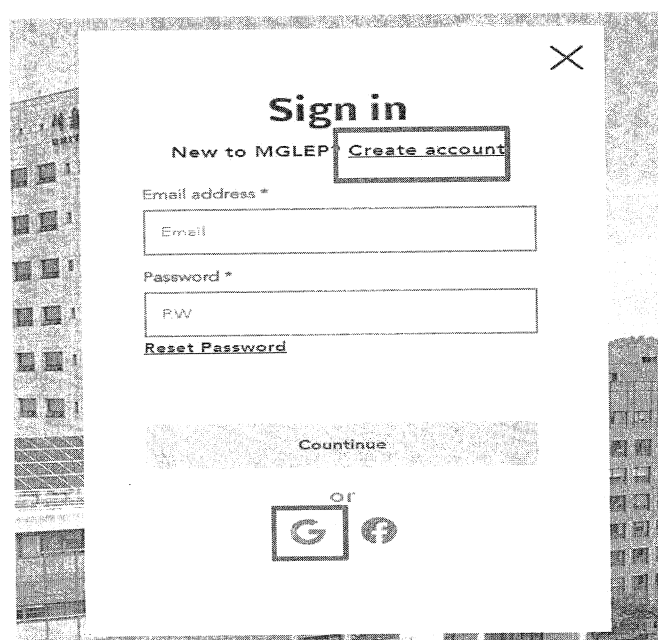 Sign in
New to MGLEP? Create account
Email address *
Email
Password *
PW
Reset Password
Countinue
or
G f